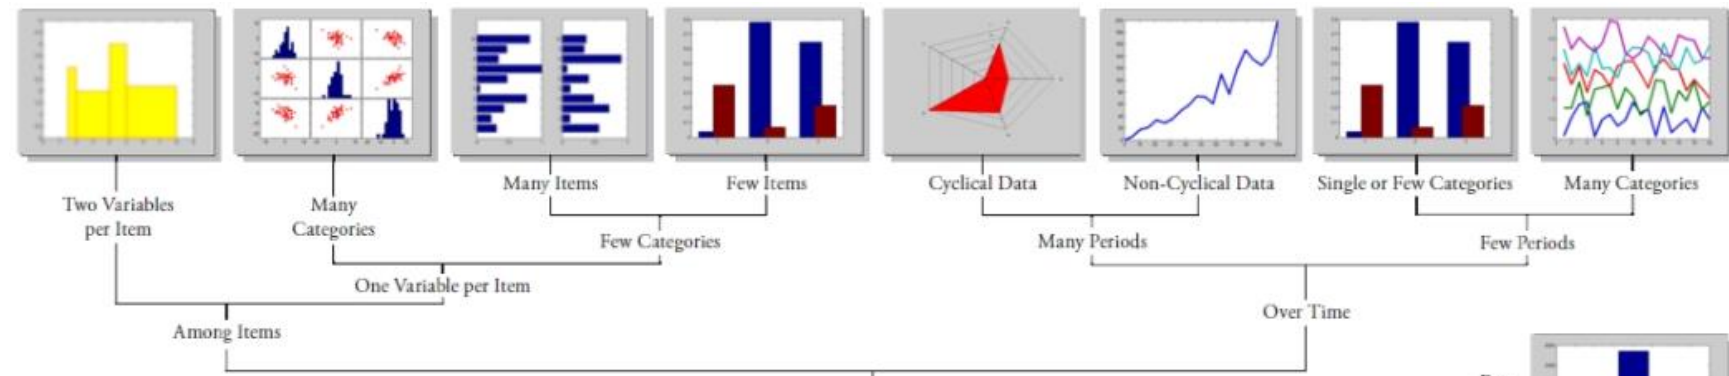 Many Items
Few Items
Cyclical Data
Non-Cyclical Data
Single or Few Categories
Many Categories
Two Variables
per Item
Many
Categories
Few Categories
Many Periods
Few Periods
One Variable per Item
Over Time
Among Items